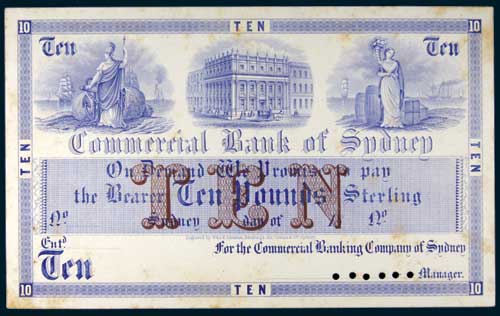 10 TEN 10
Ten Ten
Commercial Bank of Sydney
On Demand We Promise to pay
the Bearer Ten Pounds Sterling
TEN
No Sydney day of No
Entd For the Commercial Banking Company of Sydney
Ten
Manager.
TEN
TEN
10 TEN 10